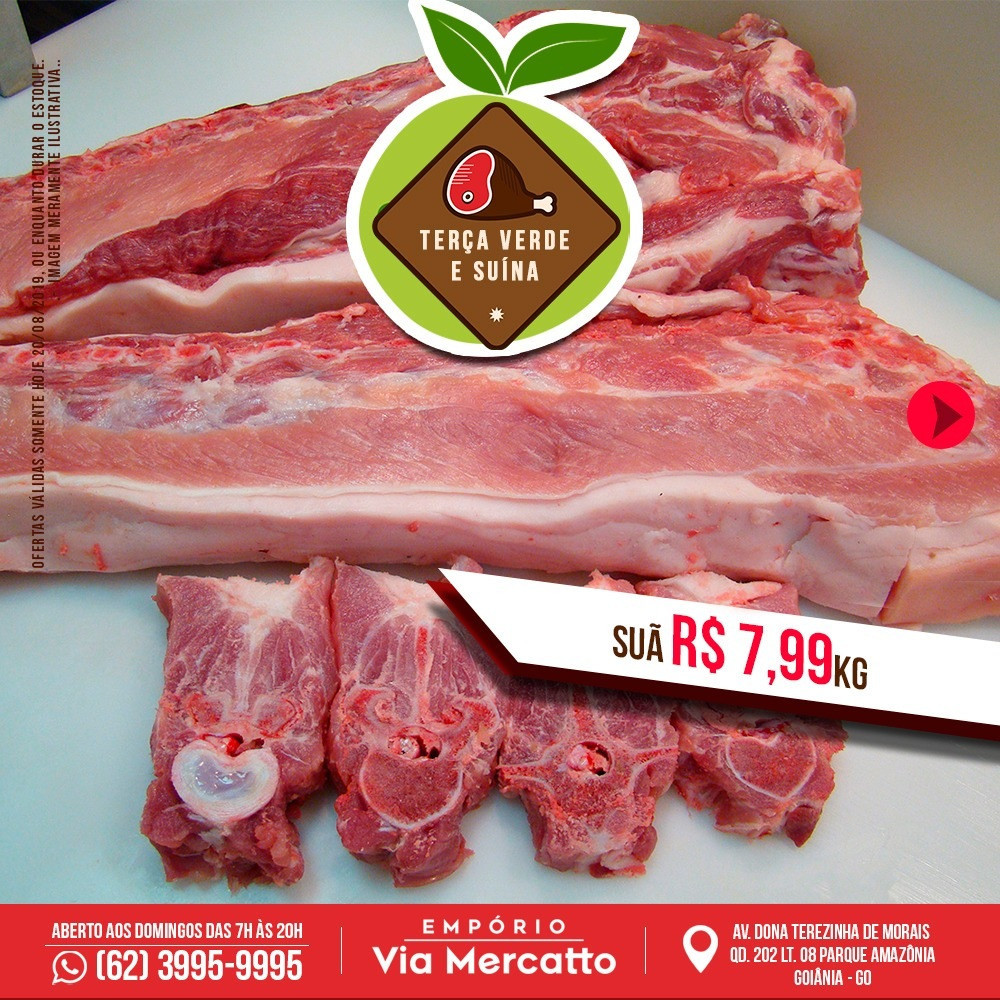 TERÇA VERDE
E SUÍNA
OFERTAS VÁLIDAS SOMENTE HOJE 20/08/2019, OU ENQUANTO DURAR O ESTOQUE.
IMAGEM MERAMENTE ILUSTRATIVA..
SUÃ R$ 7,99KG
ABERTO AOS DOMINGOS DAS 7H ÀS 20H
(62) 3995-9995
EMPÓRIO
Via Mercatto
AV. DONA TEREZINHA DE MORAIS
QD. 202 LT. 08 PARQUE AMAZÔNIA
GOIÂNIA - GO